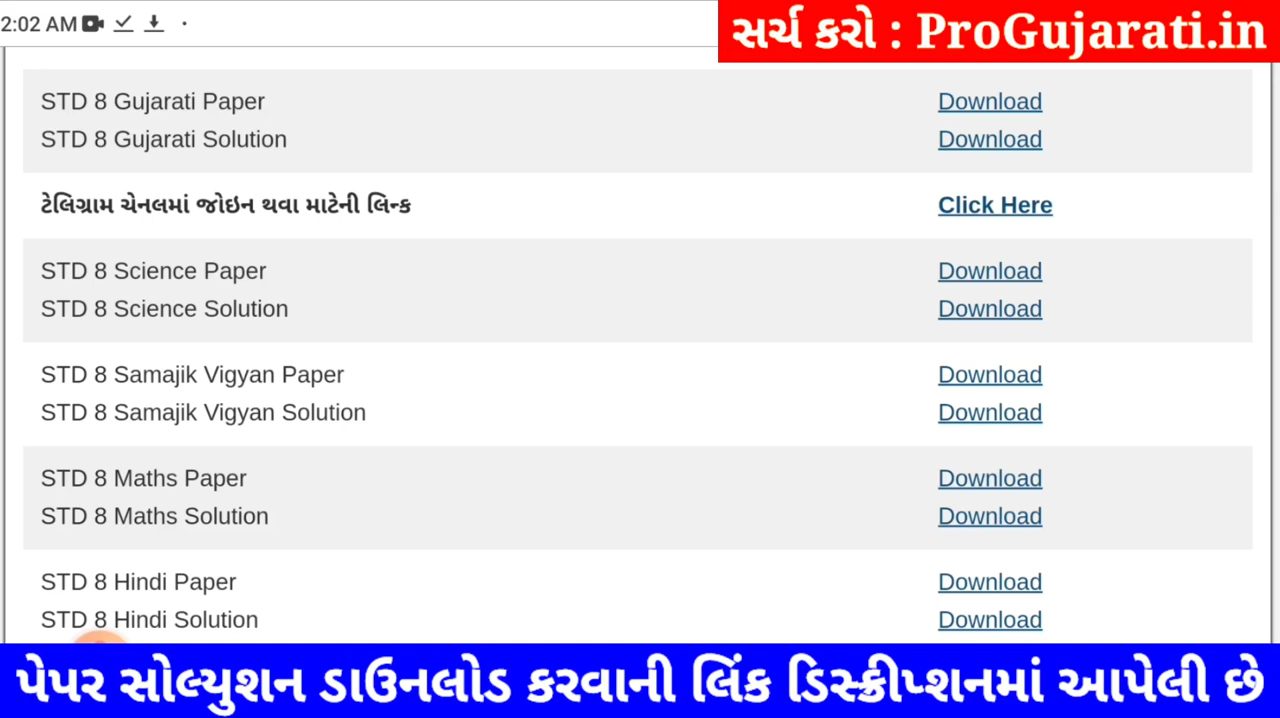 2:02 AM
સર્ચ કરો : ProGujarati.in
STD 8 Gujarati Paper Download
STD 8 Gujarati Solution Download
ટેલિગ્રામ ચેનલમાં જોઇન થવા માટેની લિન્ક Click Here
STD 8 Science Paper Download
STD 8 Science Solution Download
STD 8 Samajik Vigyan Paper Download
STD 8 Samajik Vigyan Solution Download
STD 8 Maths Paper Download
STD 8 Maths Solution Download
STD 8 Hindi Paper Download
STD 8 Hindi Solution Download
પેપર સોલ્યુશન ડાઉનલોડ કરવાની લિંક ડિસ્ક્રીપ્શનમાં આપેલી છે